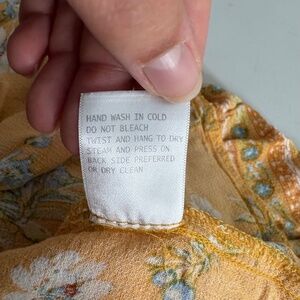 HAND WASH IN COLD
DO NOT BLEACH
TWIST AND HANG TO DRY
STEAM AND PRESS ON
BACK SIDE PREFERRED
OR DRY CLEAN